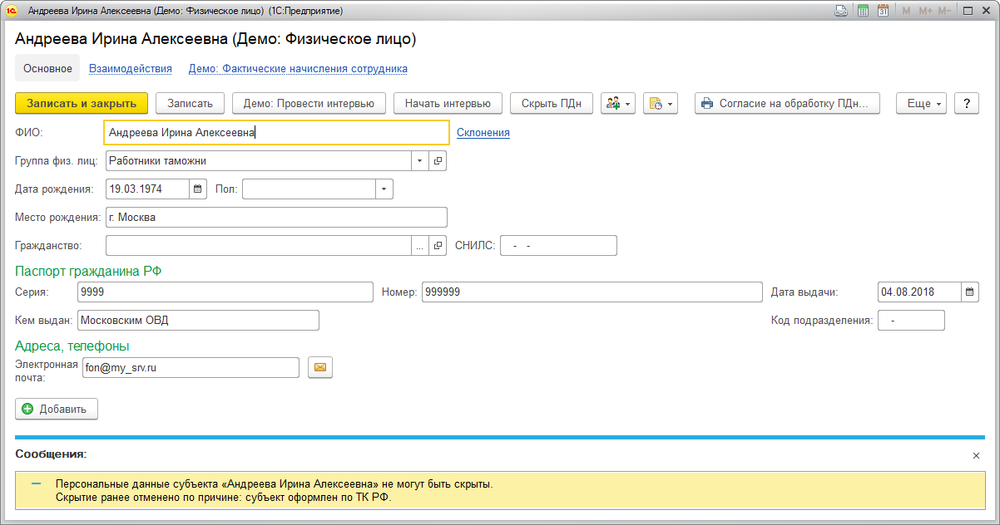 Андреева Ирина Алексеевна (Демо: Физическое лицо) (1С:Предприятие) M M+ M-
Андреева Ирина Алексеевна (Демо: Физическое лицо)
Основное Взаимодействия Демо: Фактические начисления сотрудника
Записать и закрыть Записать Демо: Провести интервью Начать интервью Скрыть ПДн Согласие на обработку ПДн... Еще ?
ФИО: Андреева Ирина Алексеевна Склонения
Группа физ. лиц: Работники таможни
Дата рождения: 19.03.1974 Пол:
Место рождения: г. Москва
Гражданство: ... СНИЛС: - -
Паспорт гражданина РФ
Серия: 9999 Номер: 999999 Дата выдачи: 04.08.2018
Кем выдан: Московским ОВД Код подразделения: -
Адреса, телефоны
Электронная почта: fon@my_srv.ru
Добавить
Сообщения:
Персональные данные субъекта «Андреева Ирина Алексеевна» не могут быть скрыты.
Скрытие ранее отменено по причине: субъект оформлен по ТК РФ.